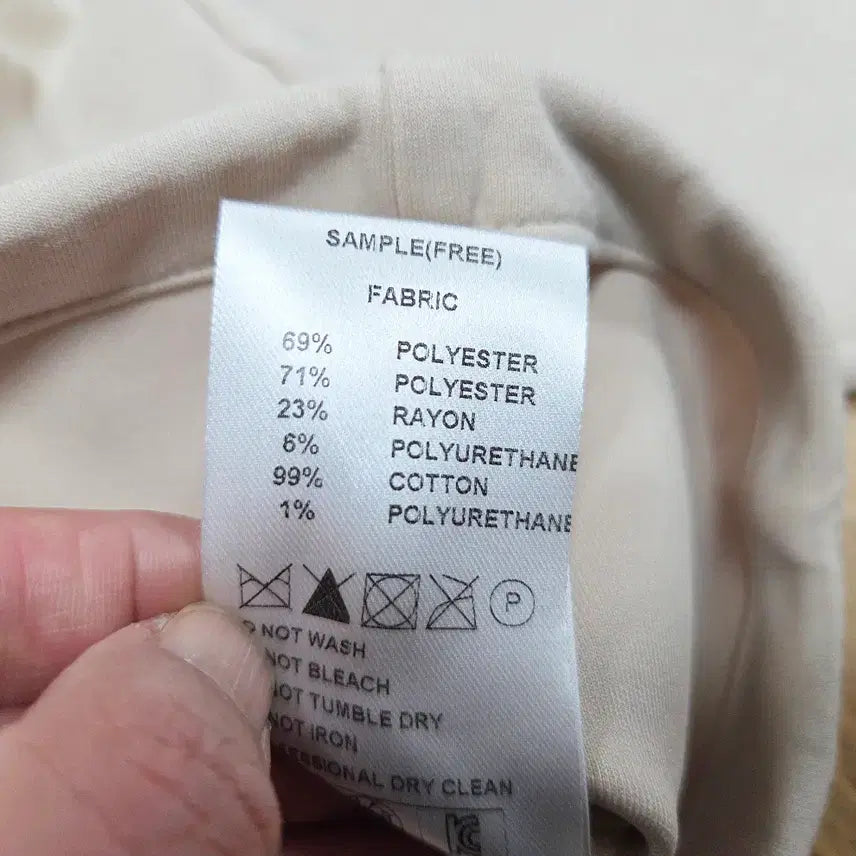 SAMPLE(FREE)
FABRIC
69% POLYESTER
71% POLYESTER
23% RAYON
6% POLYURETHANE
99% COTTON
1% POLYURETHANE
P
NOT WASH
NOT BLEACH
NOT TUMBLE DRY
NOT IRON
DRY CLEAN